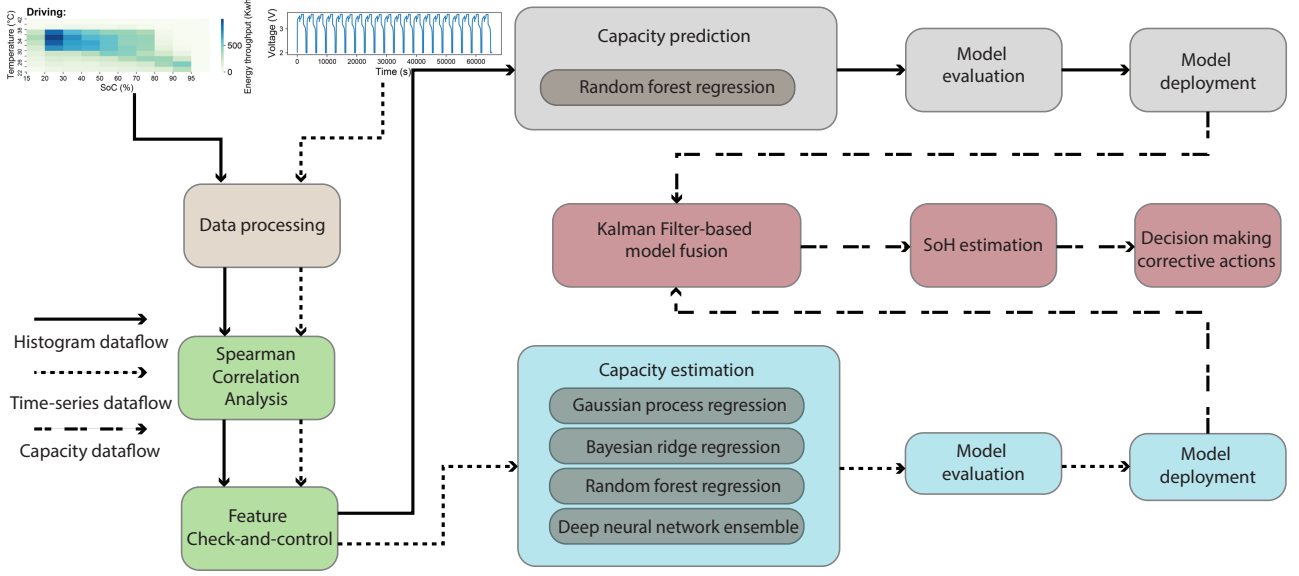 Driving:
Temperature (°C)
42
38
36
34
32
30
28
26
22
15
20
30
40
50
60
70
80
90
95
SoC (%)
500
0
Energy throughput (Kwh
Voltage (V)
3
2
0
10000
20000
30000
40000
50000
60000
Time (s)
Capacity prediction
Random forest regression
Model
evaluation
Model
deployment
Data processing
Kalman Filter-based
model fusion
SoH estimation
Decision making
corrective actions
Histogram dataflow
Time-series dataflow
Capacity dataflow
Spearman
Correlation
Analysis
Feature
Check-and-control
Capacity estimation
Gaussian process regression
Bayesian ridge regression
Random forest regression
Deep neural network ensemble
Model
evaluation
Model
deployment